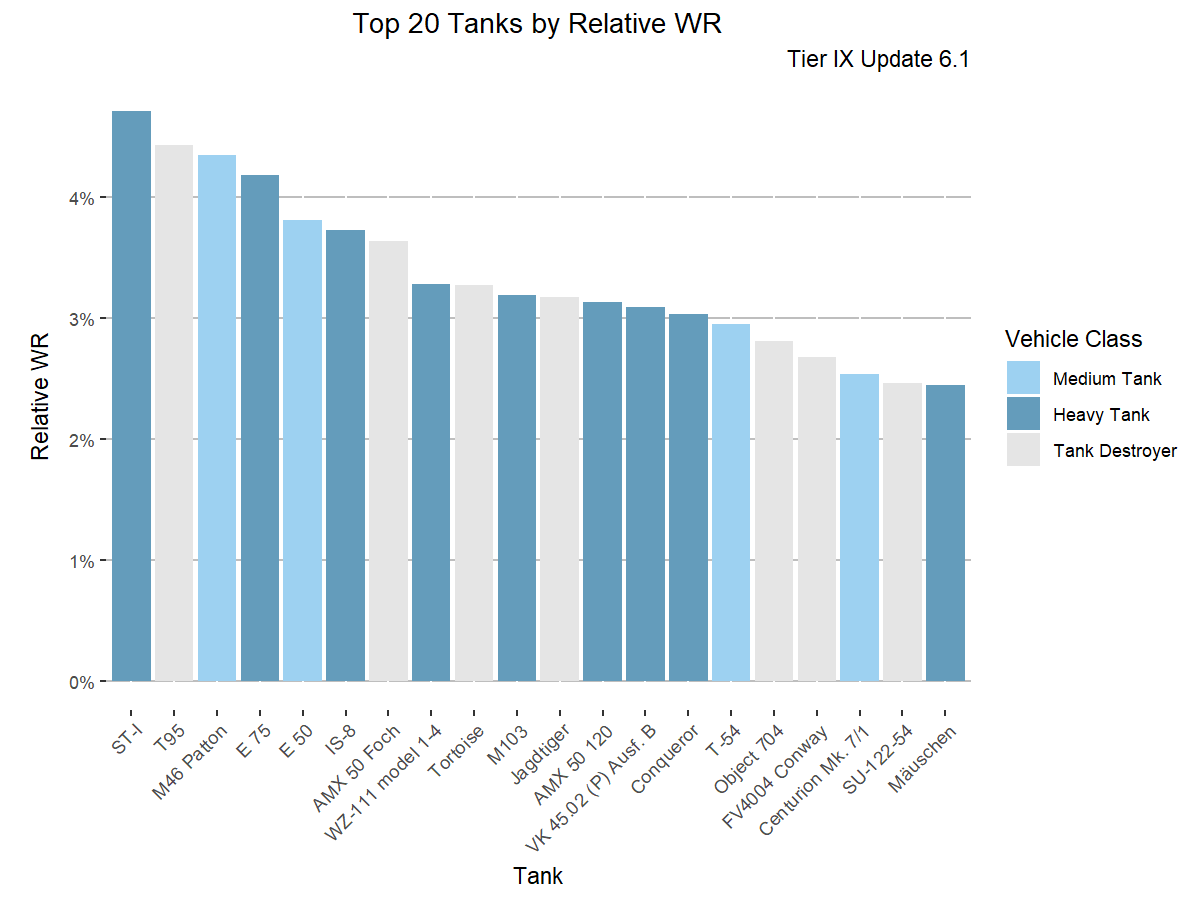 Top 20 Tanks by Relative WR
Tier IX Update 6.1
Relative WR
4%
3%
2%
1%
0%
ST-I
T95
M46 Patton
E 75
E 50
IS-8
AMX 50 Foch
WZ-111 model 1-4
Tortoise
M103
Jagdtiger
AMX 50 120
VK 45.02 (P) Ausf. B
Conqueror
T-54
Object 704
FV4004 Conway
Centurion Mk. 7/1
SU-122-54
Mäuschen
Tank
Vehicle Class
Medium Tank
Heavy Tank
Tank Destroyer